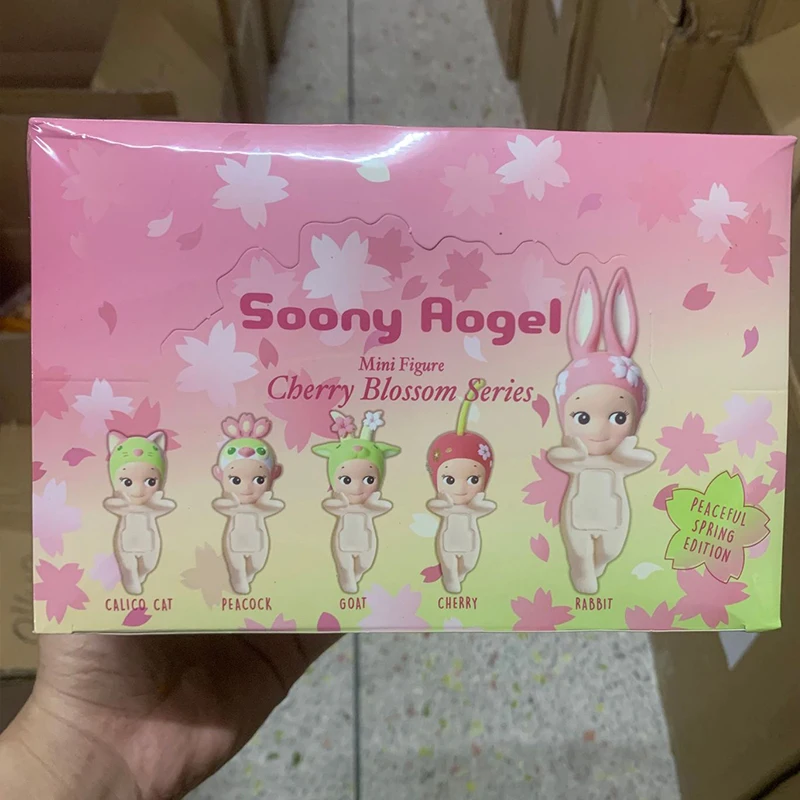 Soony Aogel
Mini Figure
Cherry Blossom Series
PEACEFUL
SPRING
EDITION
CALICO CAT
PEACOCK
GOAT
CHERRY
RABBIT